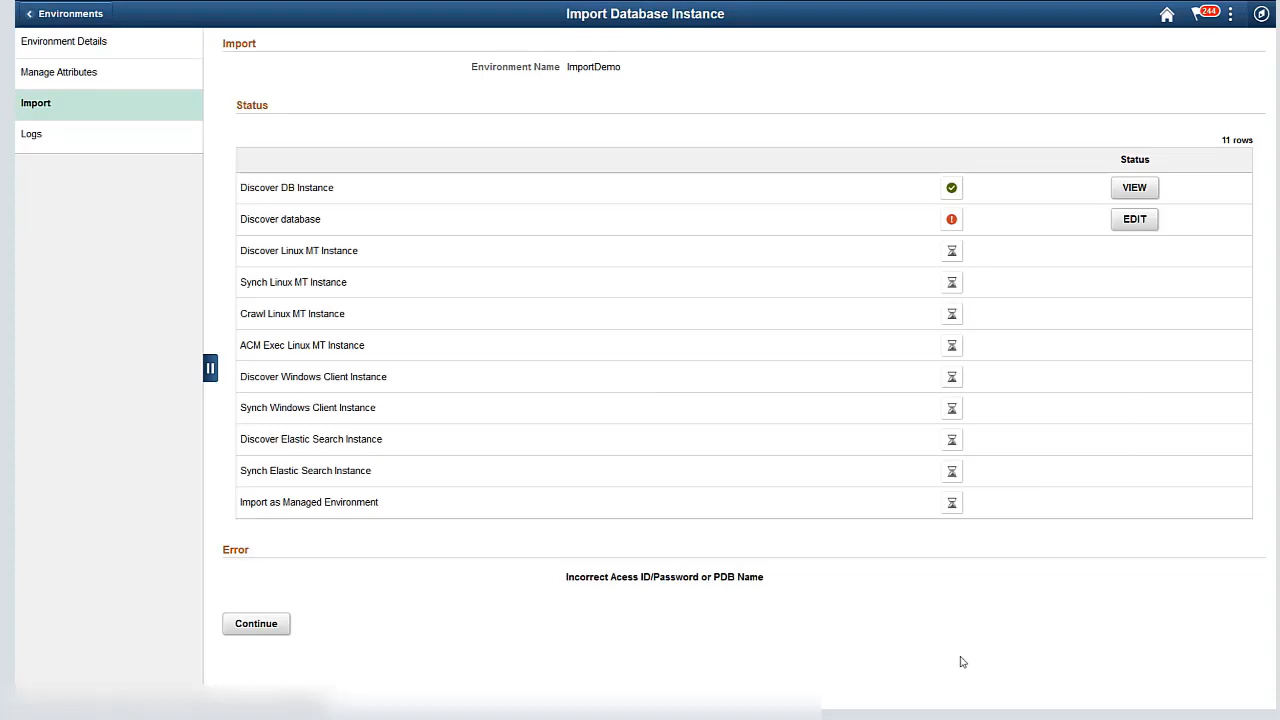 Environments
Import Database Instance
244
Environment Details
Manage Attributes
Import
Logs
Import
Environment Name ImportDemo
Status
11 rows
Status
Discover DB Instance VIEW
Discover database EDIT
Discover Linux MT Instance
Synch Linux MT Instance
Crawl Linux MT Instance
ACM Exec Linux MT Instance
Discover Windows Client Instance
Synch Windows Client Instance
Discover Elastic Search Instance
Synch Elastic Search Instance
Import as Managed Environment
Error
Incorrect Acess ID/Password or PDB Name
Continue